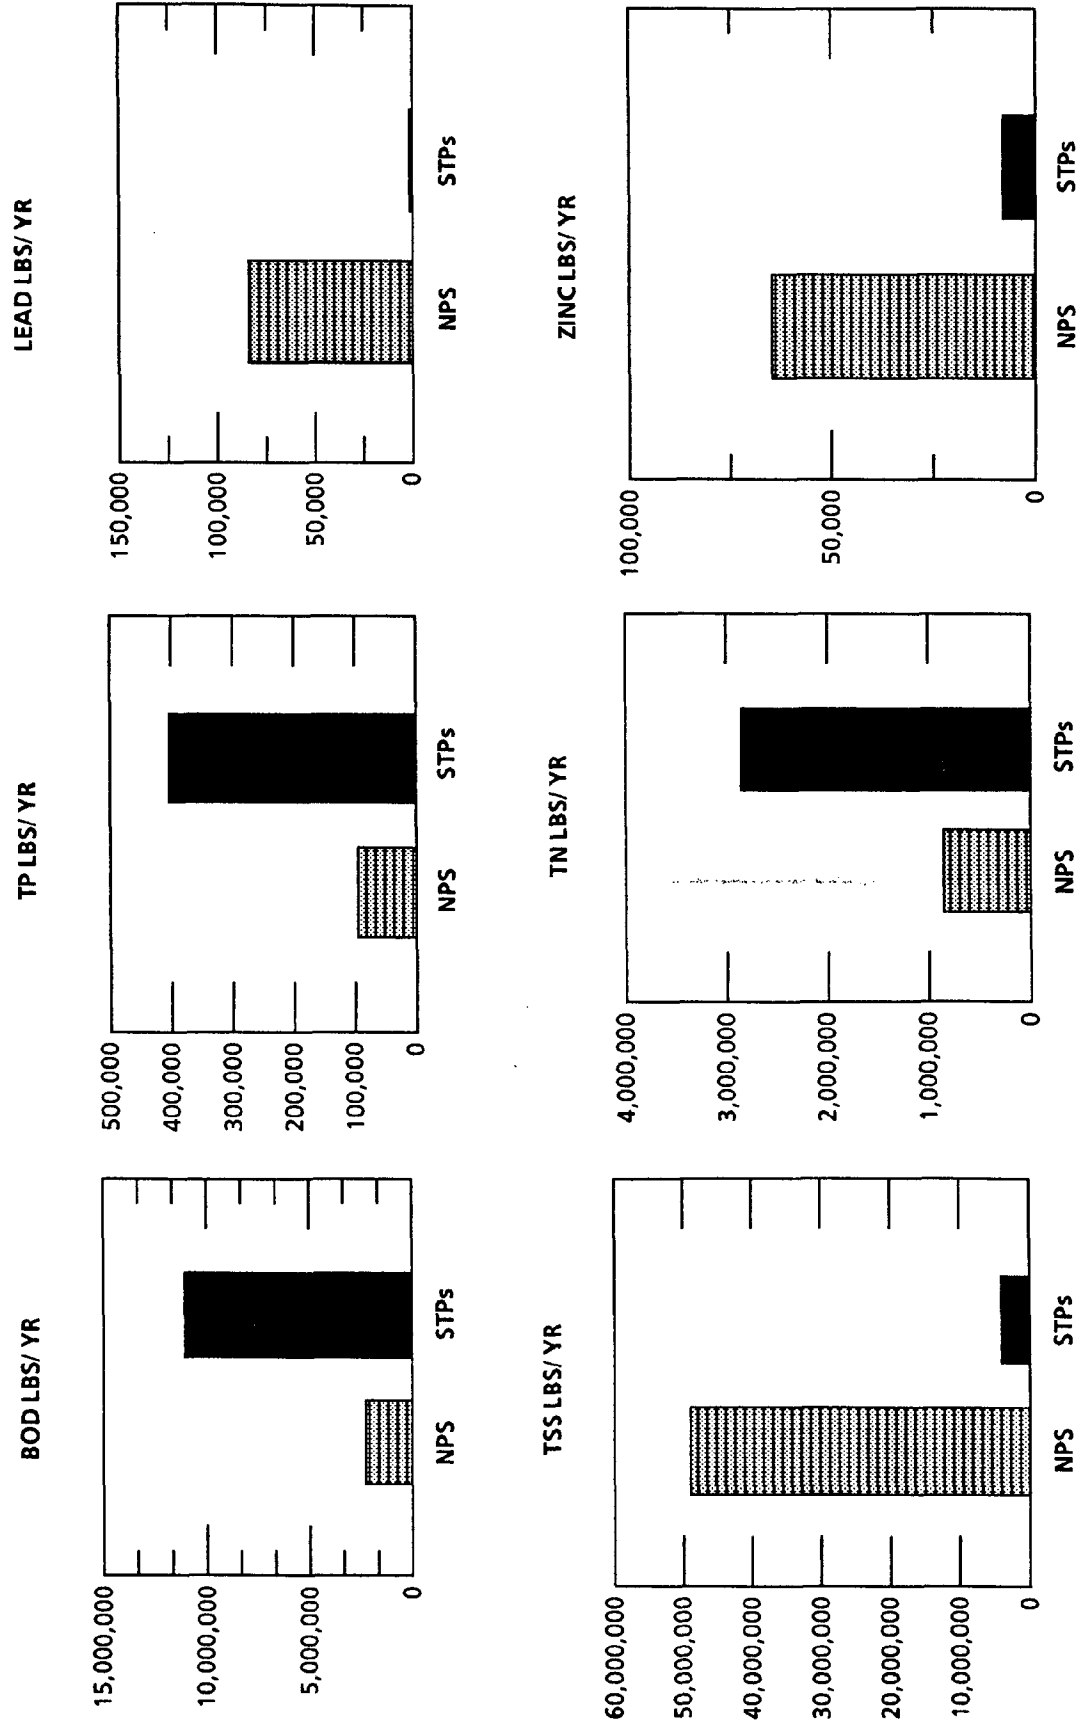 BOD LBS/YR
15,000,000
10,000,000
5,000,000
0
NPS
STPs
TP LBS/YR
500,000
400,000
300,000
200,000
100,000
0
NPS
STPs
LEAD LBS/YR
150,000
100,000
50,000
0
NPS
STPs
TSS LBS/YR
60,000,000
50,000,000
40,000,000
30,000,000
20,000,000
10,000,000
0
NPS
STPs
TN LBS/YR
4,000,000
3,000,000
2,000,000
1,000,000
0
NPS
STPs
ZINC LBS/YR
100,000
50,000
0
NPS
STPs